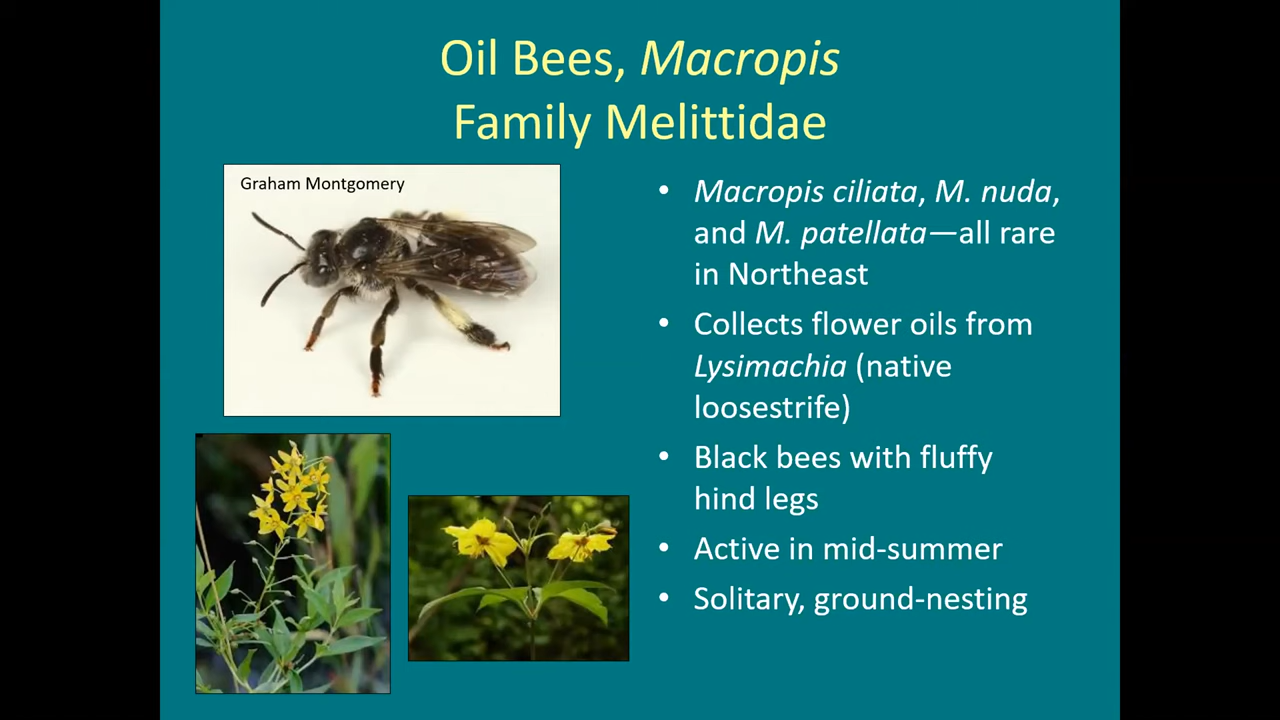 Oil Bees, Macropis
Family Melittidae
Graham Montgomery
• Macropis ciliata, M. nuda,
and M. patellata—all rare
in Northeast
• Collects flower oils from
Lysimachia (native
loosestrife)
• Black bees with fluffy
hind legs
• Active in mid-summer
• Solitary, ground-nesting